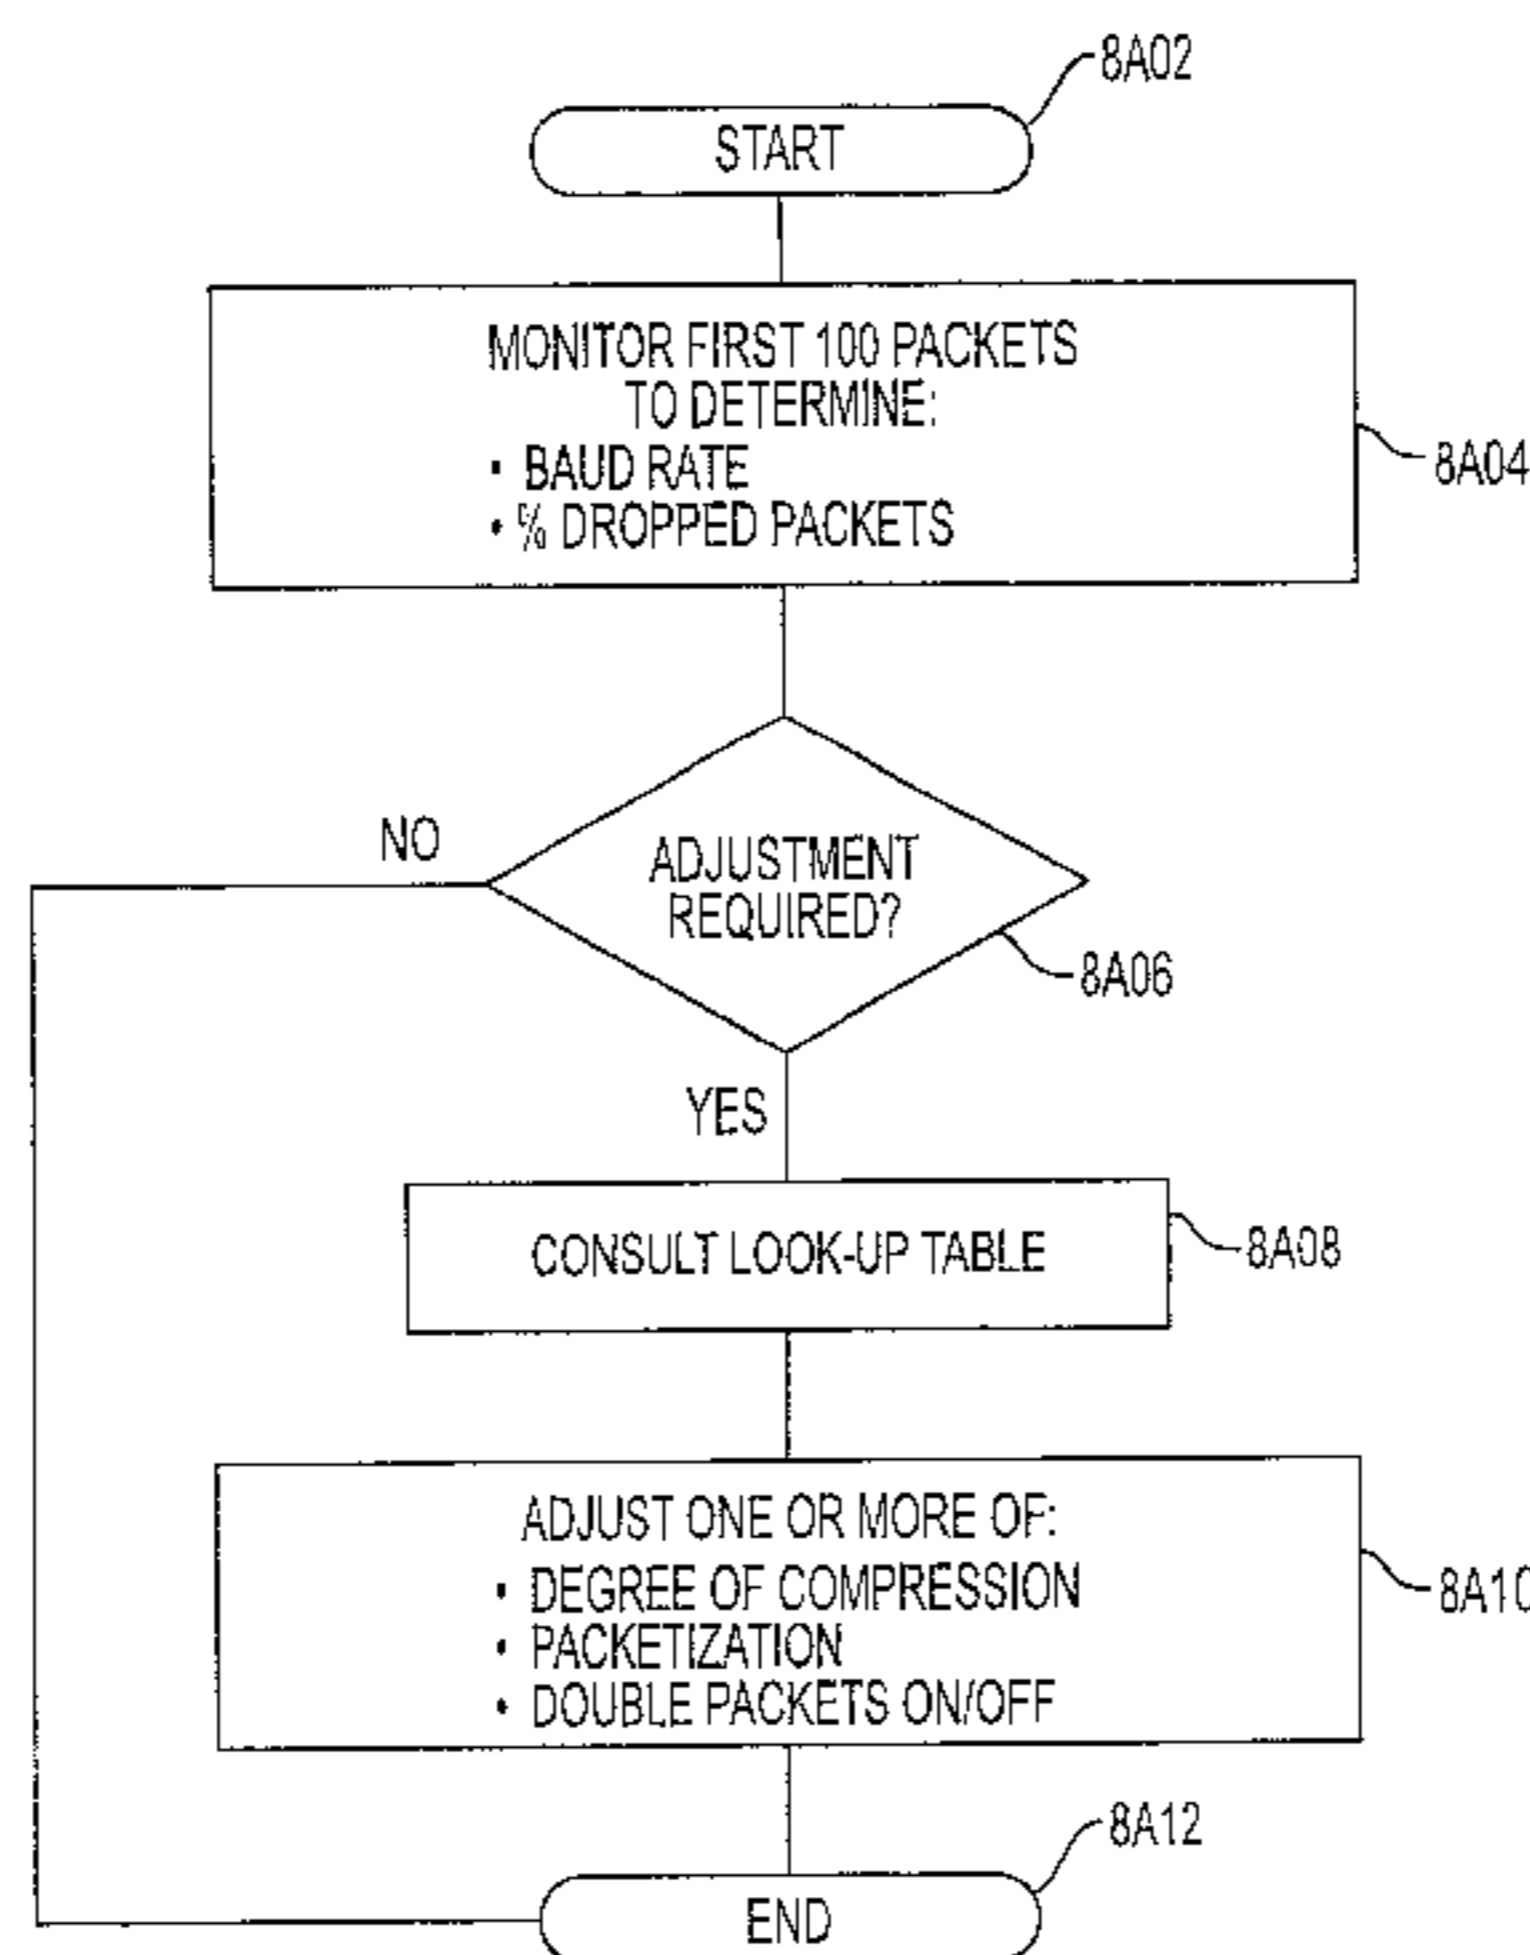 8A02
START
MONITOR FIRST 100 PACKETS
TO DETERMINE:
• BAUD RATE
• % DROPPED PACKETS
8A04
NO
ADJUSTMENT
REQUIRED?
8A06
YES
CONSULT LOOK-UP TABLE
8A08
ADJUST ONE OR MORE OF:
• DEGREE OF COMPRESSION
• PACKETIZATION
• DOUBLE PACKETS ON/OFF
8A10
8A12
END